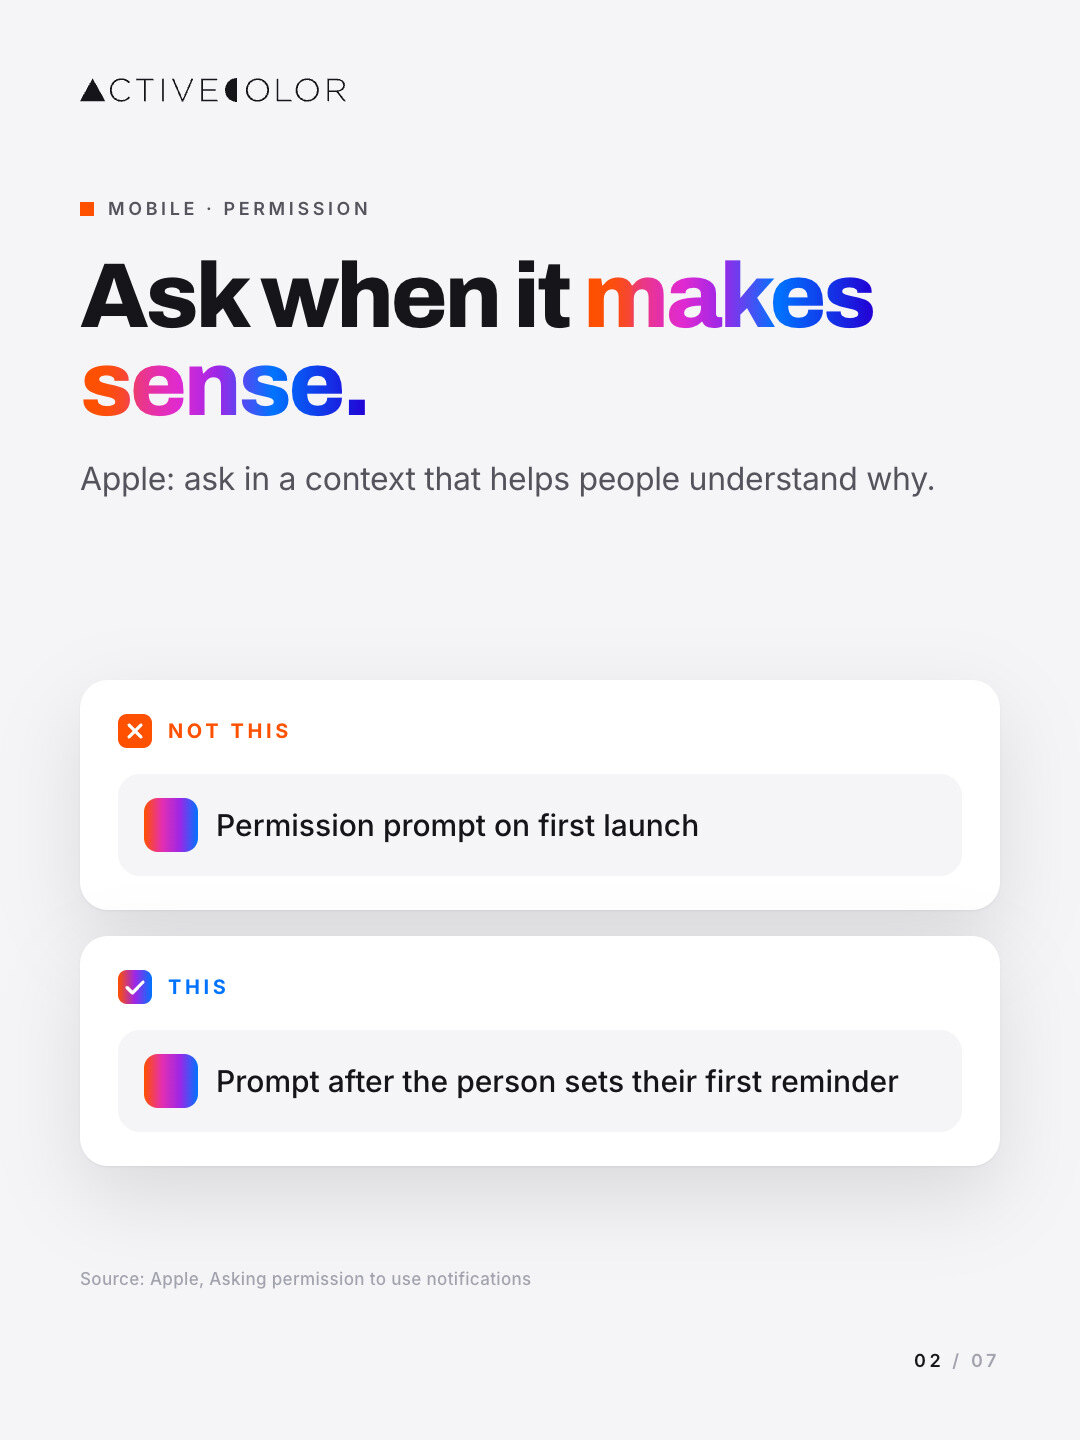 ACTIVECOLOR
MOBILE · PERMISSION
Ask when it makes
sense.
Apple: ask in a context that helps people understand why.
NOT THIS
Permission prompt on first launch
THIS
Prompt after the person sets their first reminder
Source: Apple, Asking permission to use notifications
02 / 07